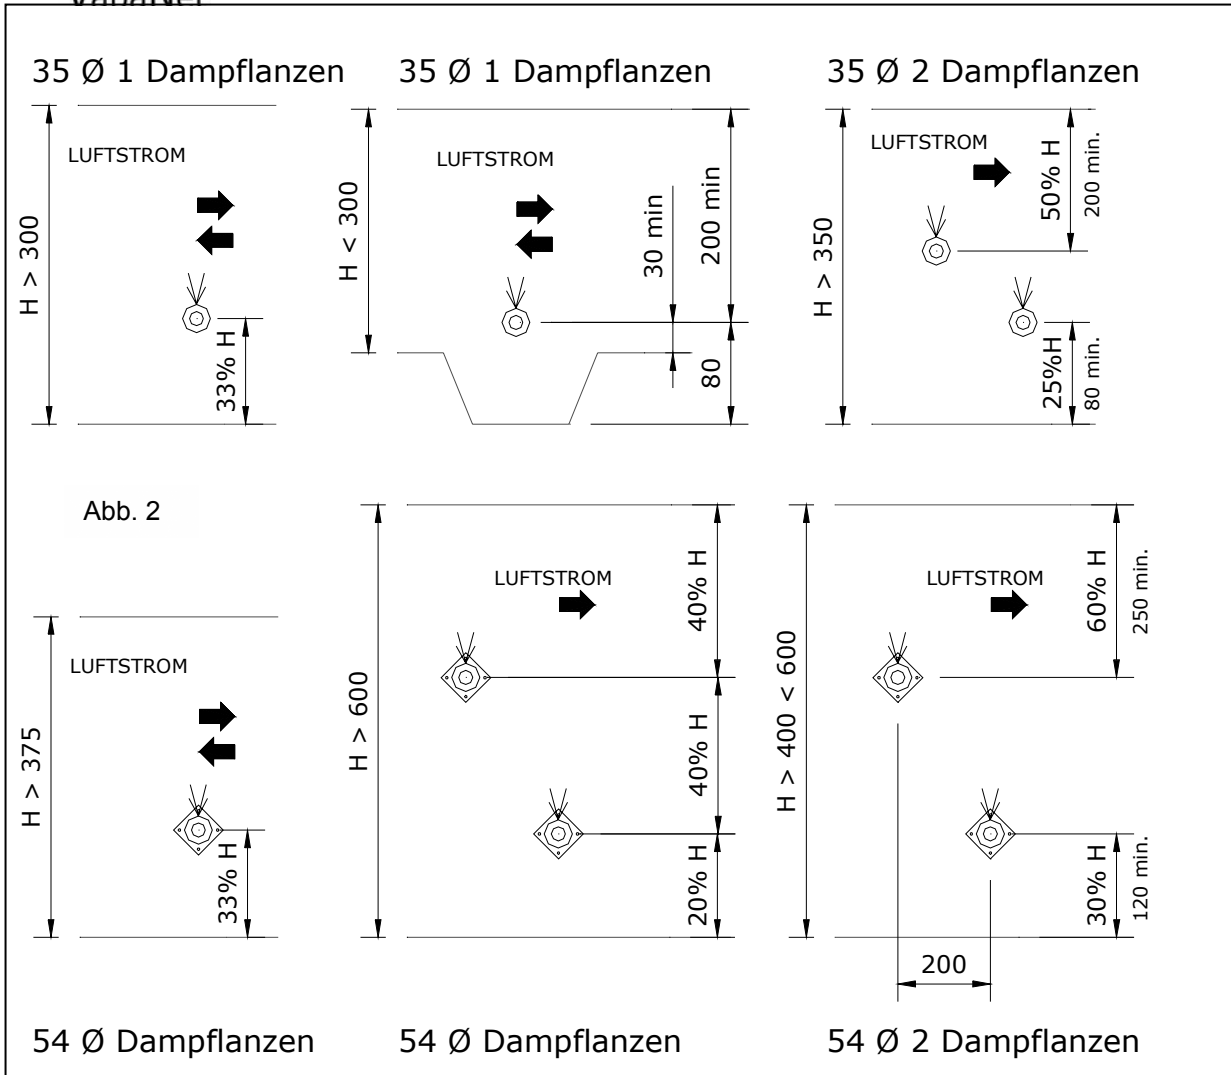 35 Ø 1 Dampflanzen
35 Ø 1 Dampflanzen
35 Ø 2 Dampflanzen
H > 300
LUFTSTROM
33% H
H < 300
LUFTSTROM
30 min
200 min
80
H > 350
LUFTSTROM
50% H
200 min.
25%H
80 min.
Abb. 2
H > 375
LUFTSTROM
33% H
H > 600
LUFTSTROM
40% H
40% H
20% H
H > 400 < 600
LUFTSTROM
60% H
250 min.
30% H
120 min.
200
54 Ø Dampflanzen
54 Ø Dampflanzen
54 Ø 2 Dampflanzen